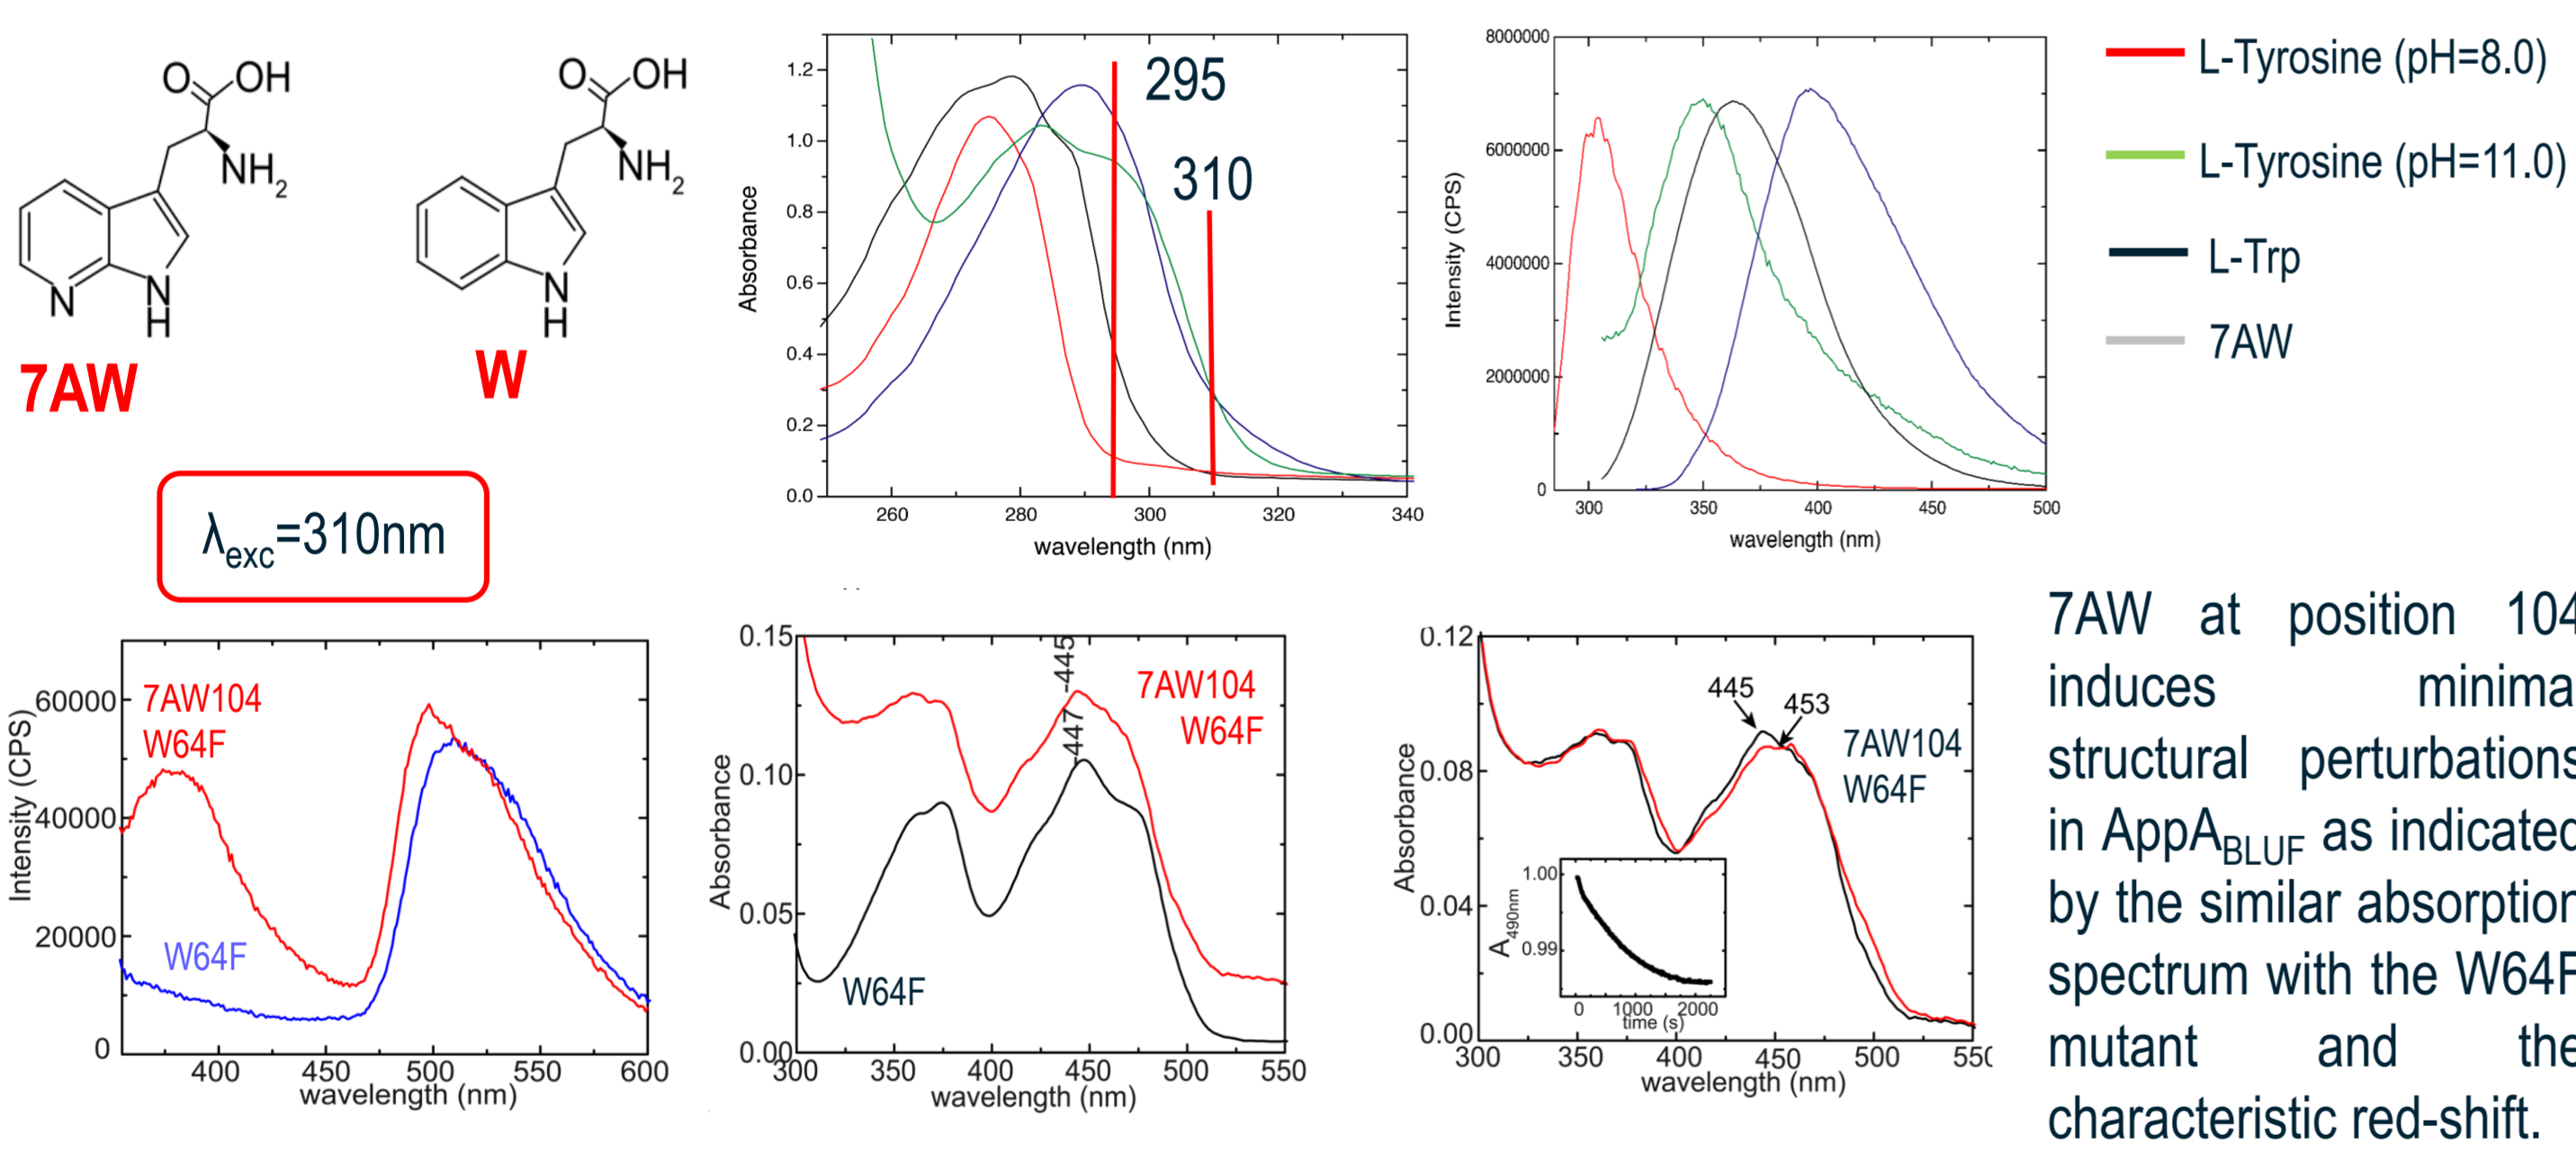 O
OH
NH2
N
N
H
7AW
O
OH
NH2
N
H
W
λexc=310nm
1.2
1.0
0.8
0.6
0.4
0.2
0.0
Absorbance
295
310
260 280 300 320 340
wavelength (nm)
8000000
6000000
4000000
2000000
0
Intensity (CPS)
300 350 400 450 500
wavelength (nm)
L-Tyrosine (pH=8.0)
L-Tyrosine (pH=11.0)
L-Trp
7AW
60000
40000
20000
0
Intensity (CPS)
7AW104
W64F
W64F
400 450 500 550 600
wavelength (nm)
0.15
0.10
0.05
0.00
Absorbance
-445
-447
7AW104
W64F
W64F
300 350 400 450 500 550
wavelength (nm)
0.12
0.08
0.04
0.00
Absorbance
445
453
7AW104
W64F
1.00
0.99
A490nm
0 1000 2000
time (s)
300 350 400 450 500 550
wavelength (nm)
7AW at position 104
induces minimal
structural perturbations
in AppABLUF as indicated
by the similar absorption
spectrum with the W64F
mutant and the
characteristic red-shift.